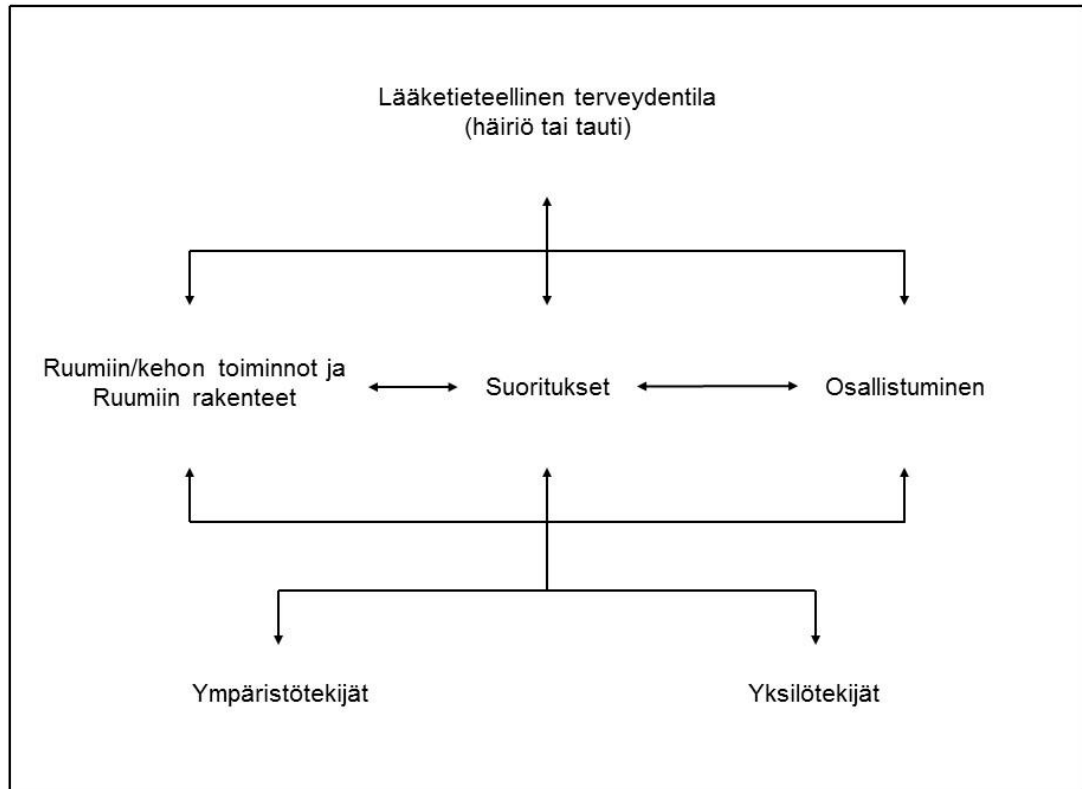 Lääketieteellinen terveydentila
(häiriö tai tauti)
Ruumiin/kehon toiminnot ja
Ruumiin rakenteet
Suoritukset
Osallistuminen
Ympäristötekijät
Yksilötekijät